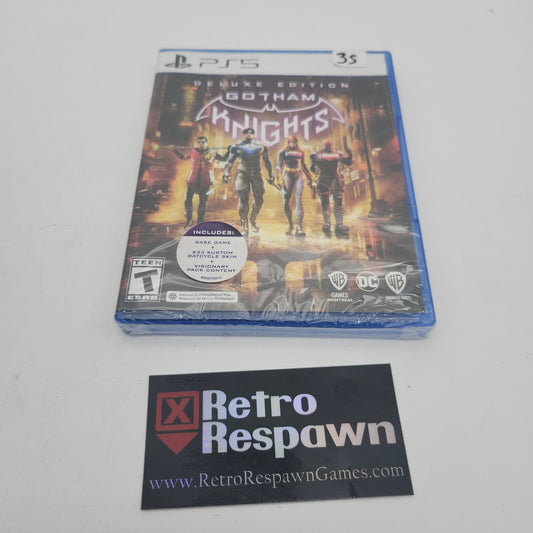 PS5
35
DELUXE EDITION
GOTHAM
KNIGHTS
INCLUDES:
BASE GAME
+
233 KUSTOM
BATCYCLE SKIN
+
VISIONARY
PACK CONTENT
TEEN
T
ESRB
WB
GAMES
MONTREAL
DC
WB
X
Retro
Respawn
www.RetroRespawnGames.com